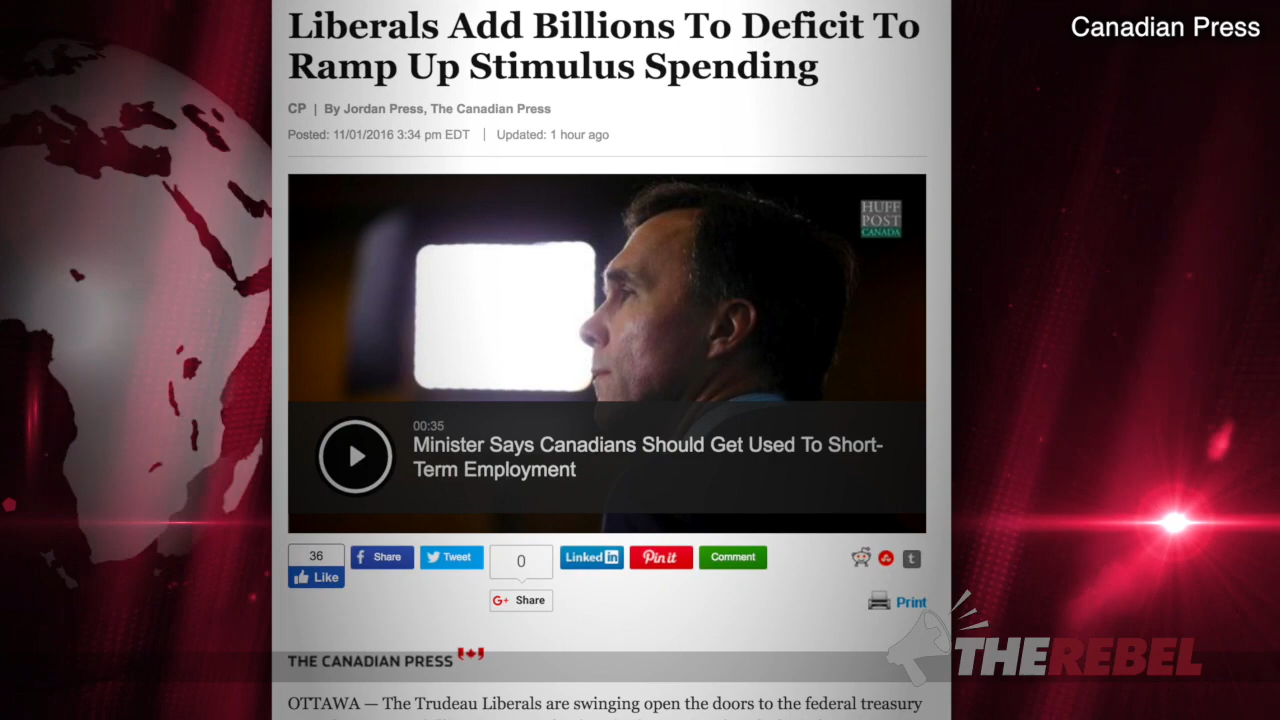 Canadian Press
Liberals Add Billions To Deficit To
Ramp Up Stimulus Spending
CP | By Jordan Press, The Canadian Press
Posted: 11/01/2016 3:34 pm EDT | Updated: 1 hour ago
HUFF
POST
CANADA
00:35
Minister Says Canadians Should Get Used To Short-
Term Employment
36
Like
Share
Tweet
0
G+ Share
Linked in
Pin it
Comment
Print
THE CANADIAN PRESS
THEREBEL
OTTAWA — The Trudeau Liberals are swinging open the doors to the federal treasury